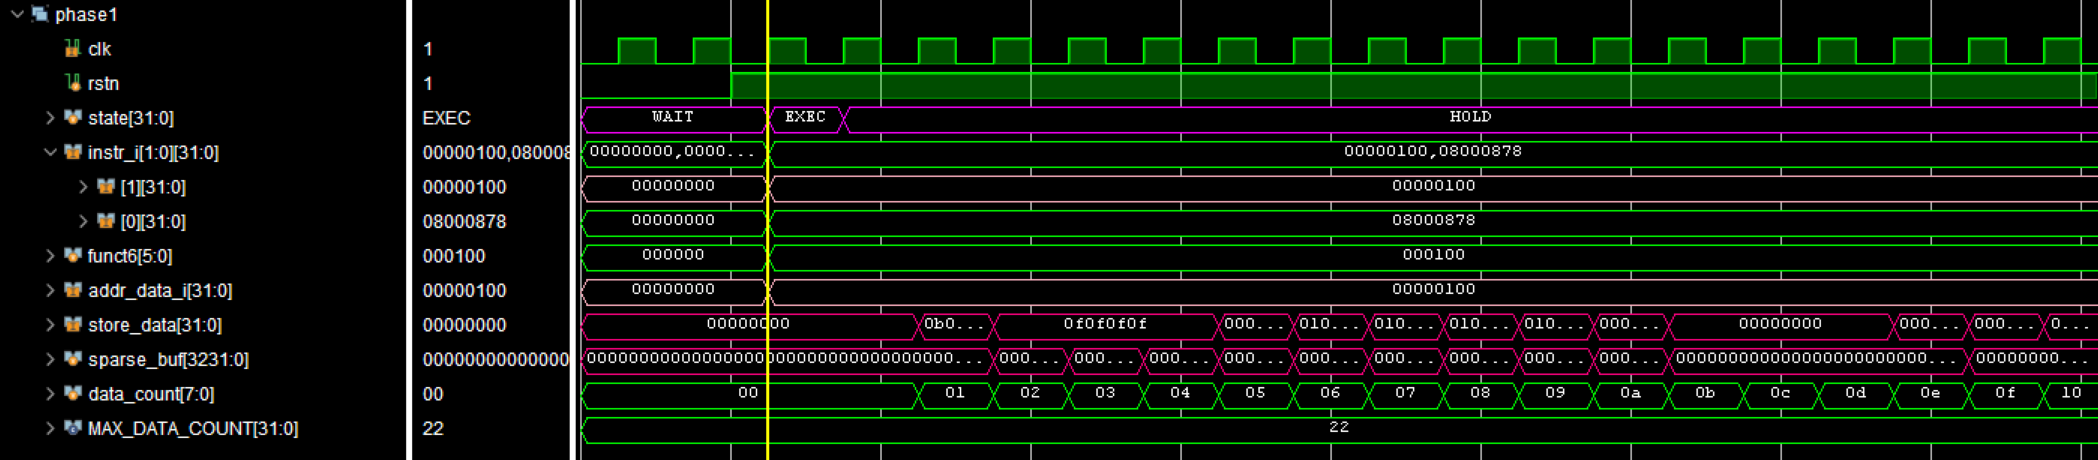 phase1
clk 1
rstn 1
state[31:0] EXEC WAIT EXEC HOLD
instr_i[1:0][31:0] 00000100,080008 00000000,0000... 00000100,08000878
[1][31:0] 00000100 00000000 00000100
[0][31:0] 08000878 00000000 08000878
funct6[5:0] 000100 000000 000100
addr_data_i[31:0] 00000100 00000000 00000100
store_data[31:0] 00000000 00000000 0b0... 0f0f0f0f 000... 010... 010... 010... 010... 000... 00000000 000... 000... 0...
sparse_buf[3231:0] 00000000000000 0000000000000000000000000000000000... 000... 000... 000... 000... 000... 000... 000... 000... 000... 00000000000000000000000... 00000000...
data_count[7:0] 00 00 01 02 03 04 05 06 07 08 09 0a 0b 0c 0d 0e 0f 10
MAX_DATA_COUNT[31:0] 22 22